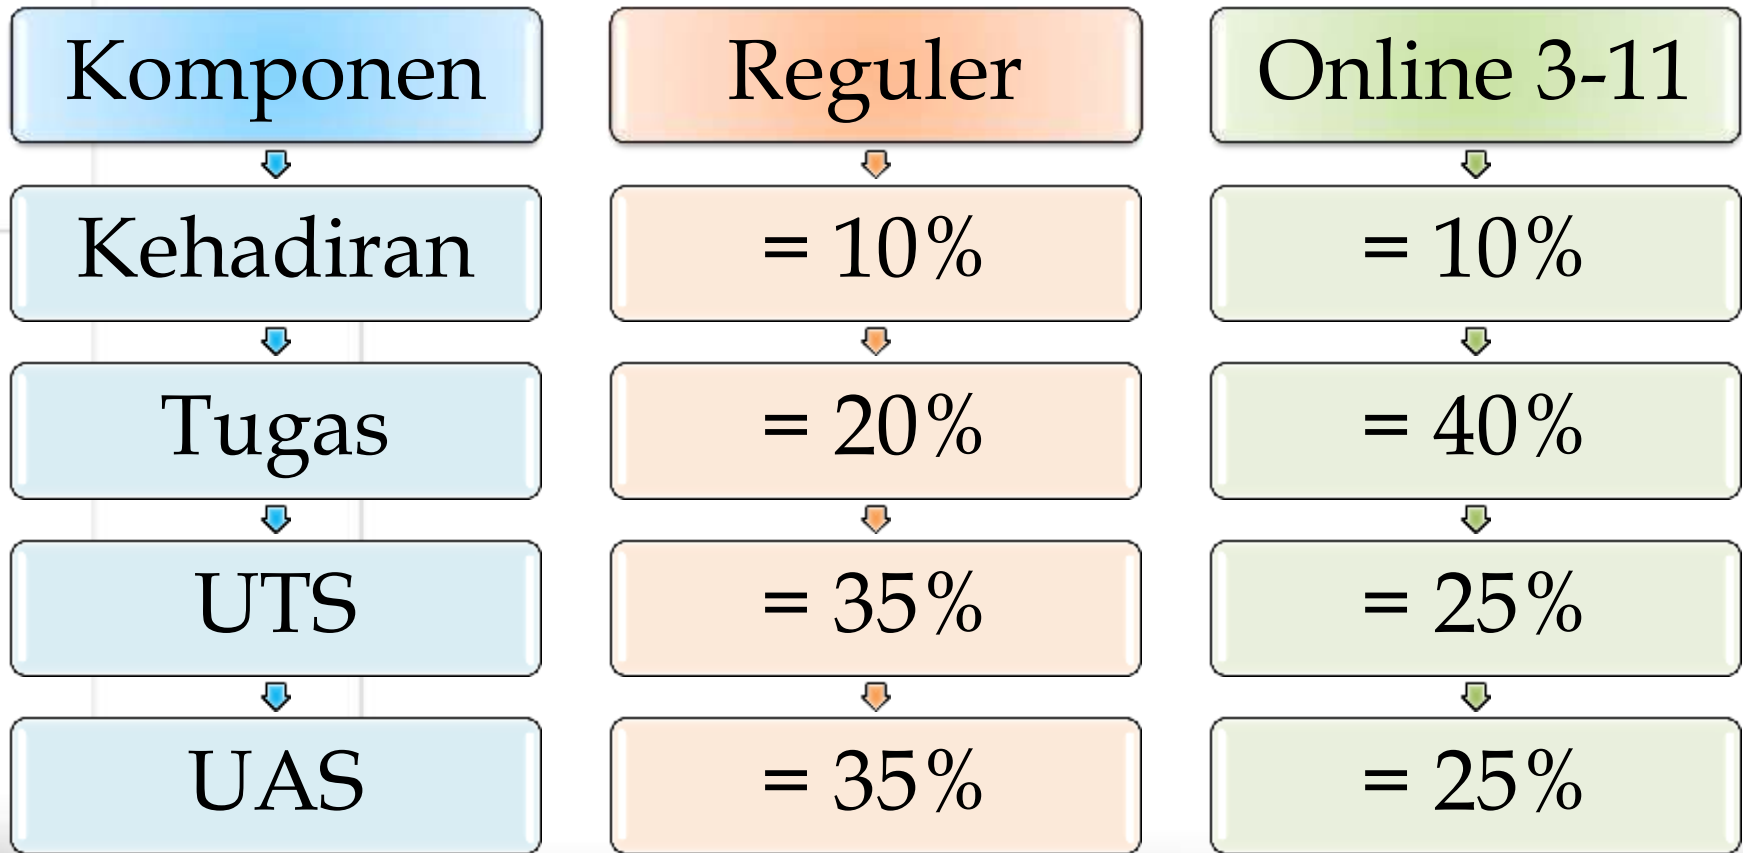 Komponen Reguler Online 3-11
Kehadiran = 10% = 10%
Tugas = 20% = 40%
UTS = 35% = 25%
UAS = 35% = 25%